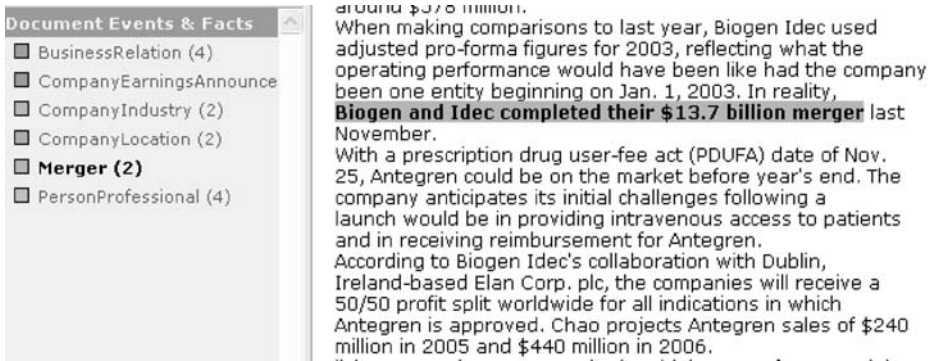 Document Events & Facts
BusinessRelation (4)
CompanyEarningsAnnounce
CompanyIndustry (2)
CompanyLocation (2)
Merger (2)
PersonProfessional (4)
around $578 million.
When making comparisons to last year, Biogen Idec used
adjusted pro-forma figures for 2003, reflecting what the
operating performance would have been like had the company
been one entity beginning on Jan. 1, 2003. In reality,
Biogen and Idec completed their $13.7 billion merger last
November.
With a prescription drug user-fee act (PDUFA) date of Nov.
25, Antegren could be on the market before year's end. The
company anticipates its initial challenges following a
launch would be in providing intravenous access to patients
and in receiving reimbursement for Antegren.
According to Biogen Idec's collaboration with Dublin,
Ireland-based Elan Corp. plc, the companies will receive a
50/50 profit split worldwide for all indications in which
Antegren is approved. Chao projects Antegren sales of $240
million in 2005 and $440 million in 2006.